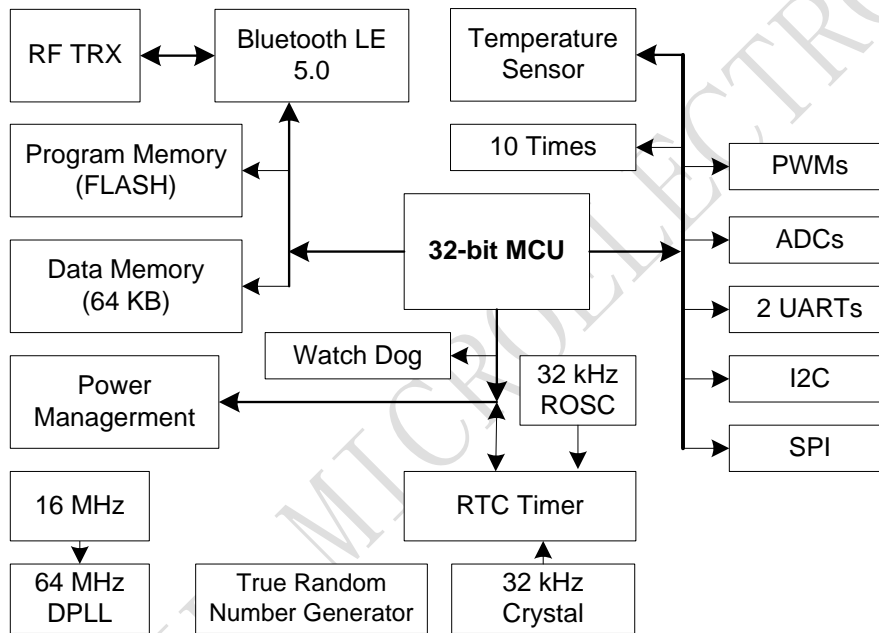 RF TRX
Bluetooth LE
5.0
Temperature
Sensor
Program Memory
(FLASH)
10 Times
PWMs
32-bit MCU
ADCs
Data Memory
(64 KB)
2 UARTs
Watch Dog
Power
Managerment
32 kHz
ROSC
I2C
SPI
16 MHz
RTC Timer
64 MHz
DPLL
True Random
Number Generator
32 kHz
Crystal
MICROELECTRO